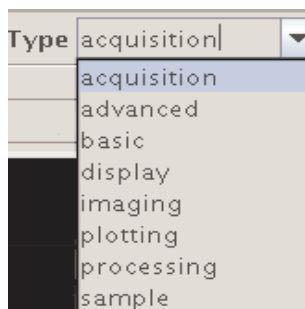 Type acquisition
acquisition
advanced
basic
display
imaging
plotting
processing
sample